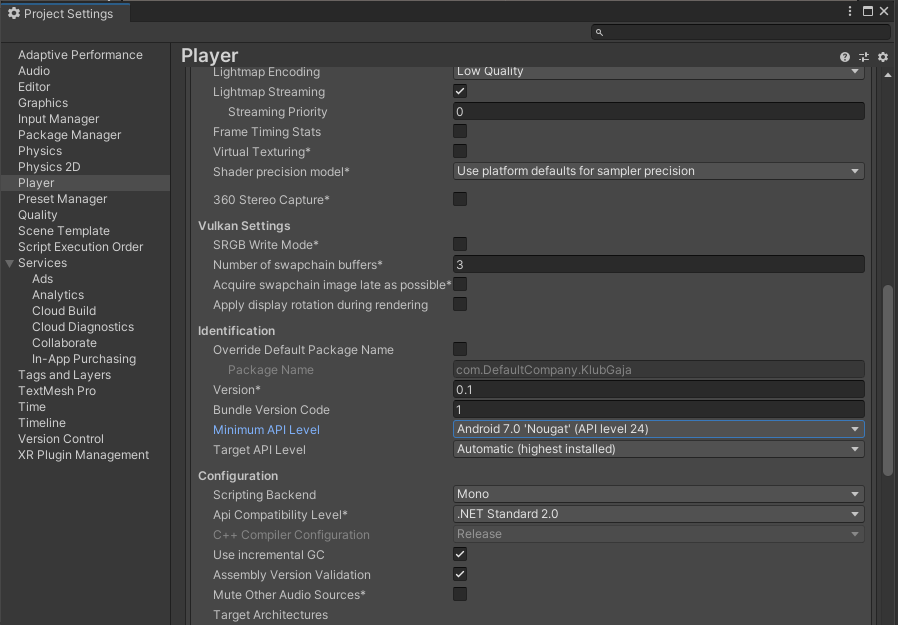 Project Settings
Adaptive Performance
Audio
Editor
Graphics
Input Manager
Package Manager
Physics
Physics 2D
Player
Preset Manager
Quality
Scene Template
Script Execution Order
Services
Ads
Analytics
Cloud Build
Cloud Diagnostics
Collaborate
In-App Purchasing
Tags and Layers
TextMesh Pro
Time
Timeline
Version Control
XR Plugin Management
Player
Lightmap Encoding Low Quality
Lightmap Streaming
Streaming Priority 0
Frame Timing Stats
Virtual Texturing*
Shader precision model* Use platform defaults for sampler precision
360 Stereo Capture*
Vulkan Settings
SRGB Write Mode*
Number of swapchain buffers* 3
Acquire swapchain image late as possible*
Apply display rotation during rendering
Identification
Override Default Package Name
Package Name com.DefaultCompany.KlubGaja
Version* 0.1
Bundle Version Code 1
Minimum API Level Android 7.0 'Nougat' (API level 24)
Target API Level Automatic (highest installed)
Configuration
Scripting Backend Mono
Api Compatibility Level* .NET Standard 2.0
C++ Compiler Configuration Release
Use incremental GC
Assembly Version Validation
Mute Other Audio Sources*
Target Architectures